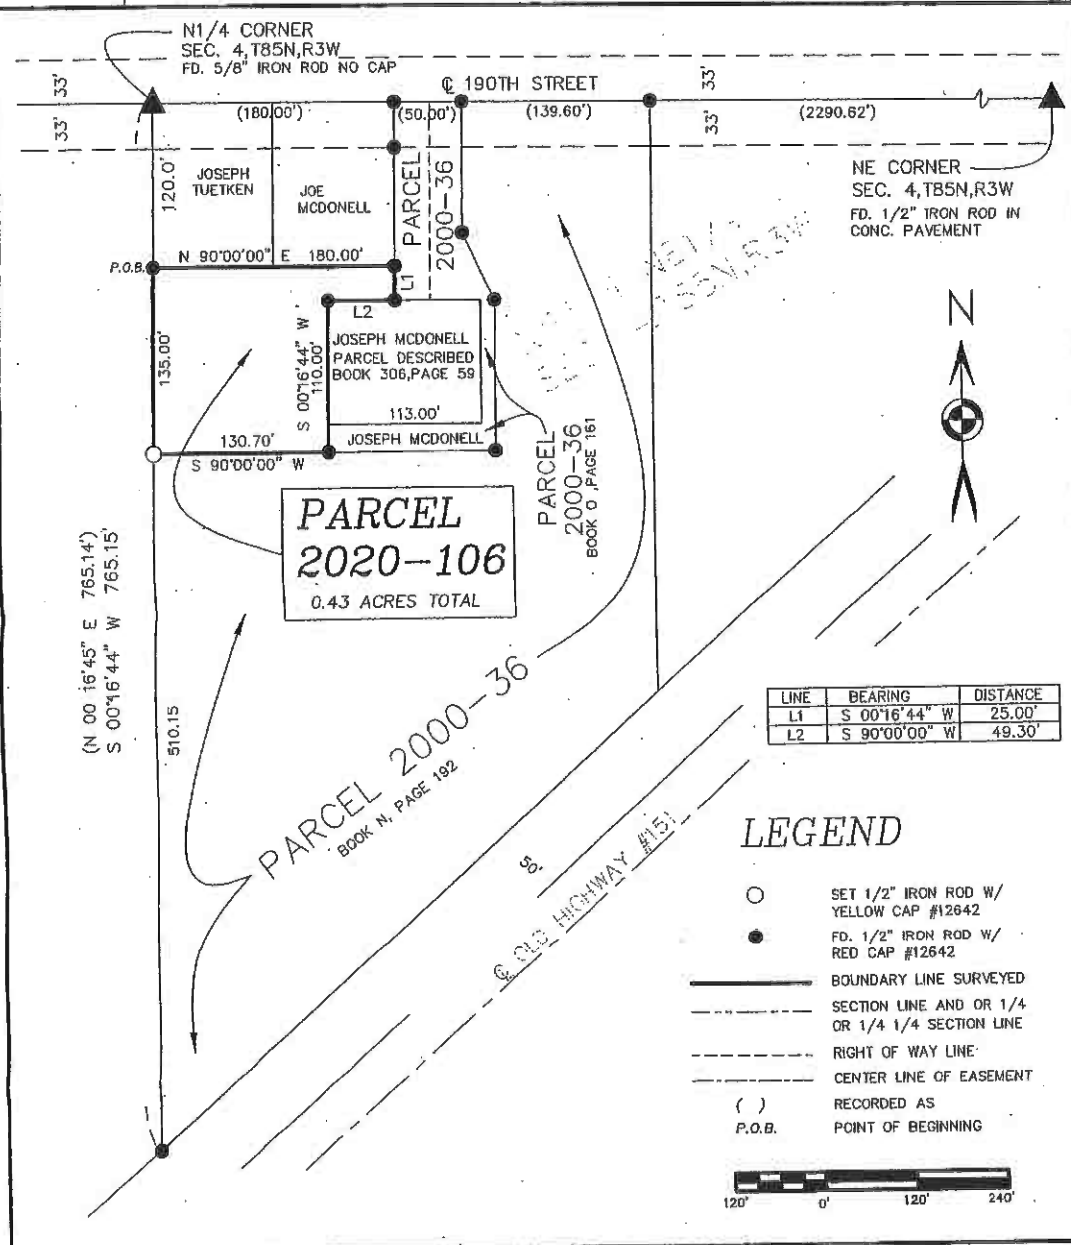 N1/4 CORNER
SEC. 4,T85N,R3W
FD. 5/8" IRON ROD NO CAP
33'
33'
33'
33'
℄ 190TH STREET
(180.00')
(50.00')
(139.60')
(2290.62')
NE CORNER
SEC. 4,T85N,R3W
FD. 1/2" IRON ROD IN
CONC. PAVEMENT
120.0'
JOSEPH
TUETKEN
JOE
MCDONELL
PARCEL
2000-36
P.O.B.
N 90°00'00" E 180.00'
L1
L2
135.00'
S 00°16'44" W
110.00'
JOSEPH MCDONELL
PARCEL DESCRIBED
BOOK 306,PAGE 59
113.00'
JOSEPH MCDONELL
130.70'
S 90°00'00" W
T85N,R3W
N
PARCEL
2000-36
BOOK O ,PAGE 161
PARCEL
2020-106
0.43 ACRES TOTAL
(N 00 16'45" E 765.14')
S 00°16'44" W 765.15'
510.15
PARCEL 2000-36
BOOK N, PAGE 192
LINE BEARING DISTANCE
L1 S 00°16'44" W 25.00'
L2 S 90°00'00" W 49.30'
50'
℄ OLD HIGHWAY #151
LEGEND
SET 1/2" IRON ROD W/
YELLOW CAP #12642
FD. 1/2" IRON ROD W/
RED CAP #12642
BOUNDARY LINE SURVEYED
SECTION LINE AND OR 1/4
OR 1/4 1/4 SECTION LINE
RIGHT OF WAY LINE
CENTER LINE OF EASEMENT
( ) RECORDED AS
P.O.B. POINT OF BEGINNING
120' 0' 120' 240'